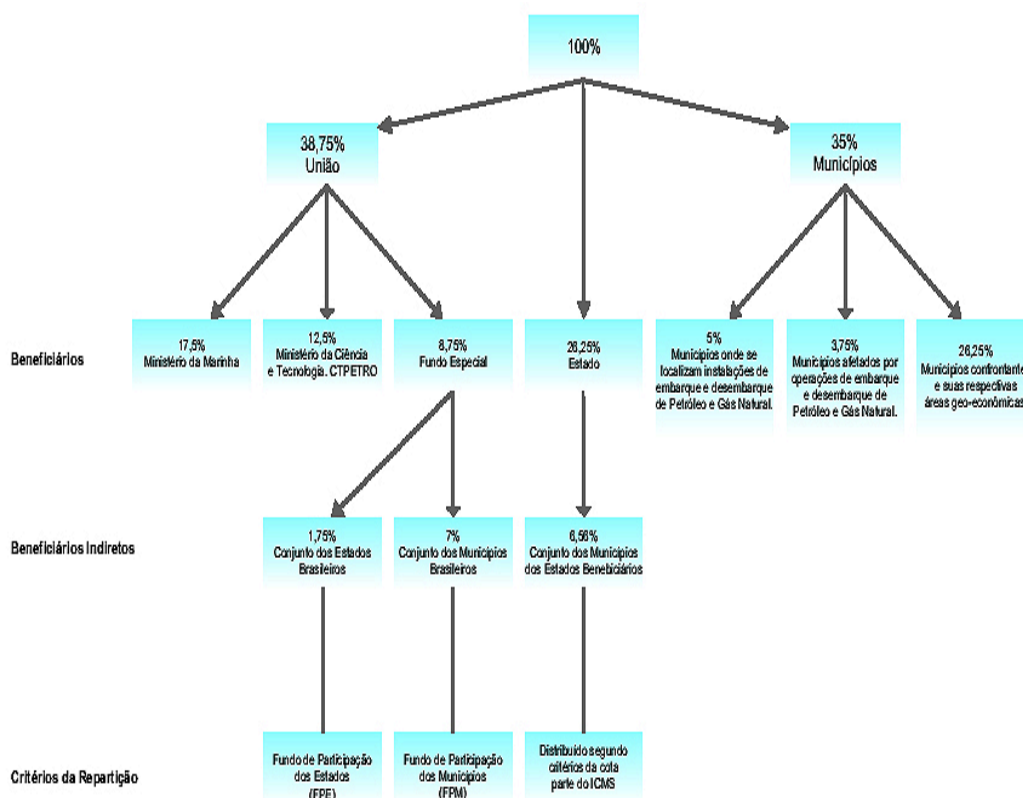 100%
38,75%
União
35%
Municípios
Beneficiários
17,5%
Ministério da Marinha
12,5%
Ministério da Ciência
e Tecnologia. CTPETRO
8,75%
Fundo Especial
26,25%
Estado
5%
Municípios onde se
localizam instalações de
embarque e desembarque
de Petróleo e Gás Natural.
3,75%
Municípios afetados por
operações de embarque
e desembarque de
Petróleo e Gás Natural.
26,25%
Municípios confrontante
e suas respectivas
áreas geo-econômicas
Beneficiários Indiretos
1,75%
Conjunto dos Estados
Brasileiros
7%
Conjunto dos Municípios
Brasileiros
6,56%
Conjunto dos Municípios
dos Estados Benebiciários
Critérios da Repartição
Fundo de Participação
dos Estados
(FPE)
Fundo de Participação
dos Municípios
(FPM)
Distribuído segundo
critérios da cota
parte do ICMS